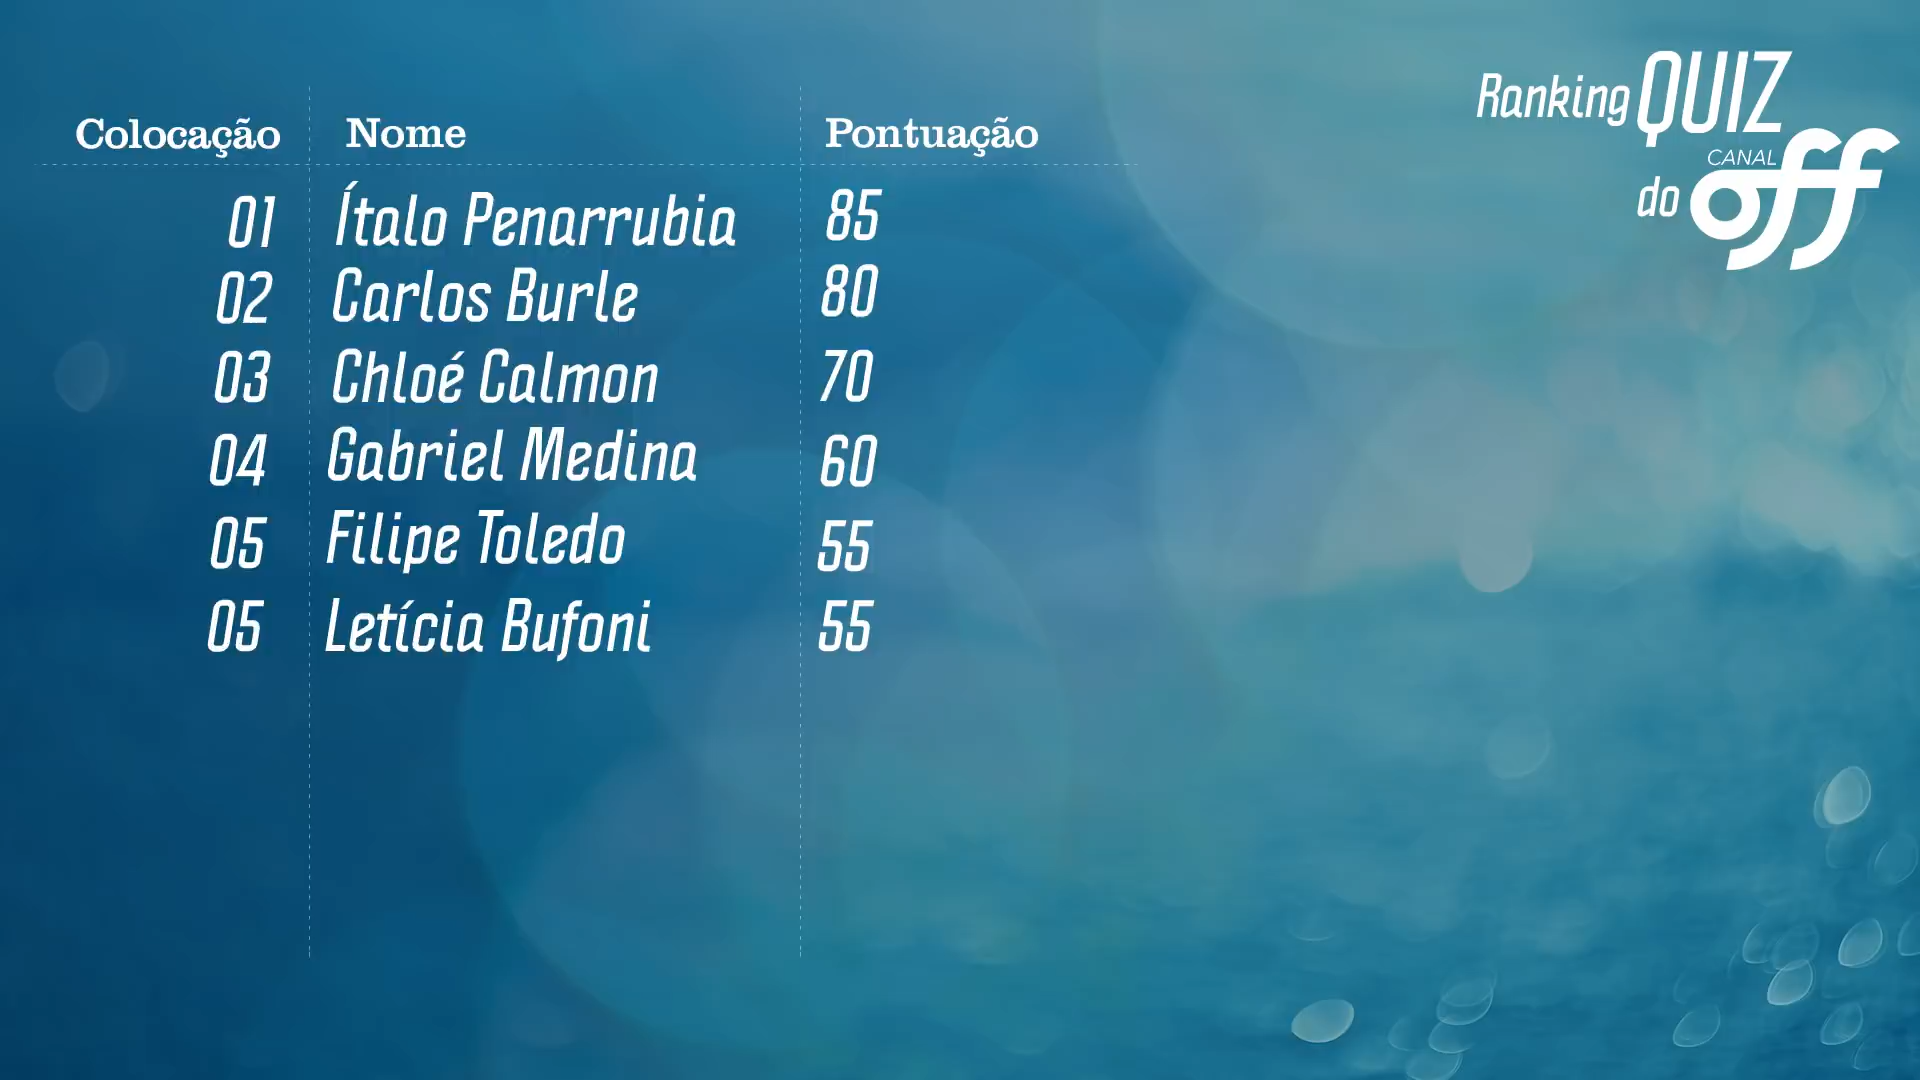 Ranking QUIZ
do CANAL off
Colocação Nome Pontuação
01 Ítalo Penarrubia 85
02 Carlos Burle 80
03 Chloé Calmon 70
04 Gabriel Medina 60
05 Filipe Toledo 55
05 Letícia Bufoni 55